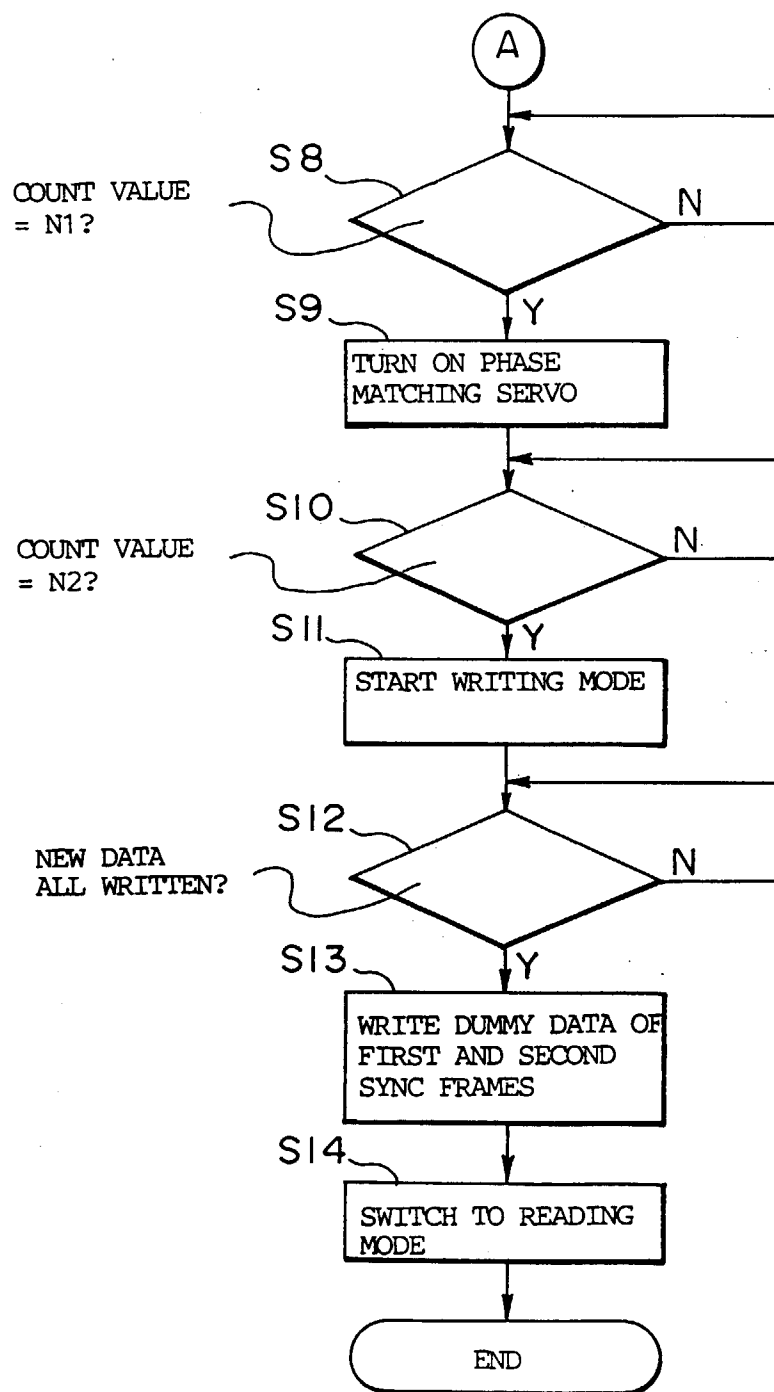 A
S8
COUNT VALUE
= N1?
N
Y
S9
TURN ON PHASE
MATCHING SERVO
S10
COUNT VALUE
= N2?
N
Y
S11
START WRITING MODE
S12
NEW DATA
ALL WRITTEN?
N
Y
S13
WRITE DUMMY DATA OF
FIRST AND SECOND
SYNC FRAMES
S14
SWITCH TO READING
MODE
END